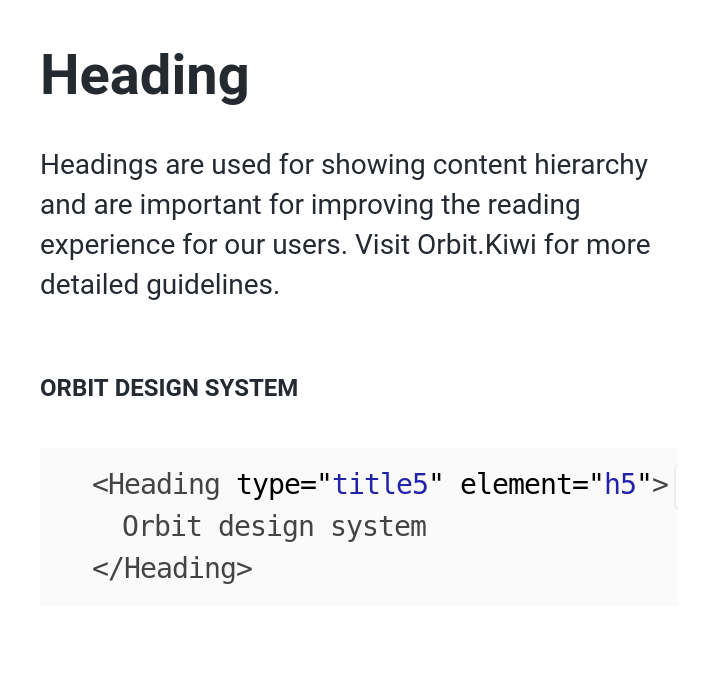 Heading
Headings are used for showing content hierarchy
and are important for improving the reading
experience for our users. Visit Orbit.Kiwi for more
detailed guidelines.
ORBIT DESIGN SYSTEM
<Heading type="title5" element="h5">
Orbit design system
</Heading>